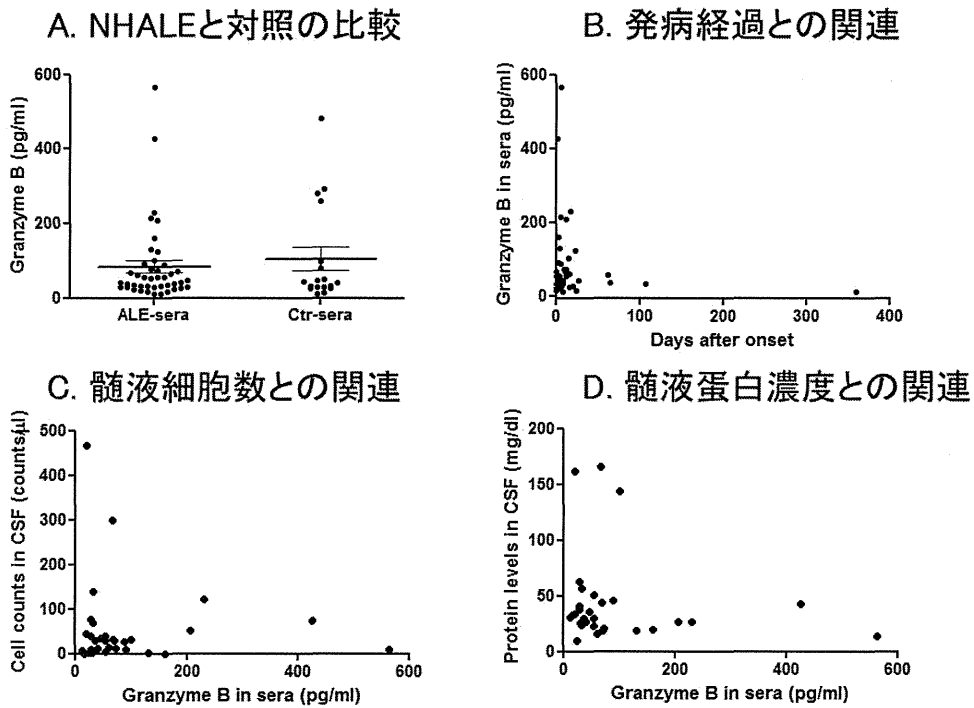 A. NHALEと対照の比較
Granzyme B (pg/ml)
600
400
200
0
ALE-sera
Ctr-sera
B. 発病経過との関連
Granzyme B in sera (pg/ml)
600
400
200
0
0
100
200
300
400
Days after onset
C. 髄液細胞数との関連
Cell counts in CSF (counts/μl)
500
400
300
200
100
0
0
200
400
600
Granzyme B in sera (pg/ml)
D. 髄液蛋白濃度との関連
Protein levels in CSF (mg/dl)
200
150
100
50
0
0
200
400
600
Granzyme B in sera (pg/ml)